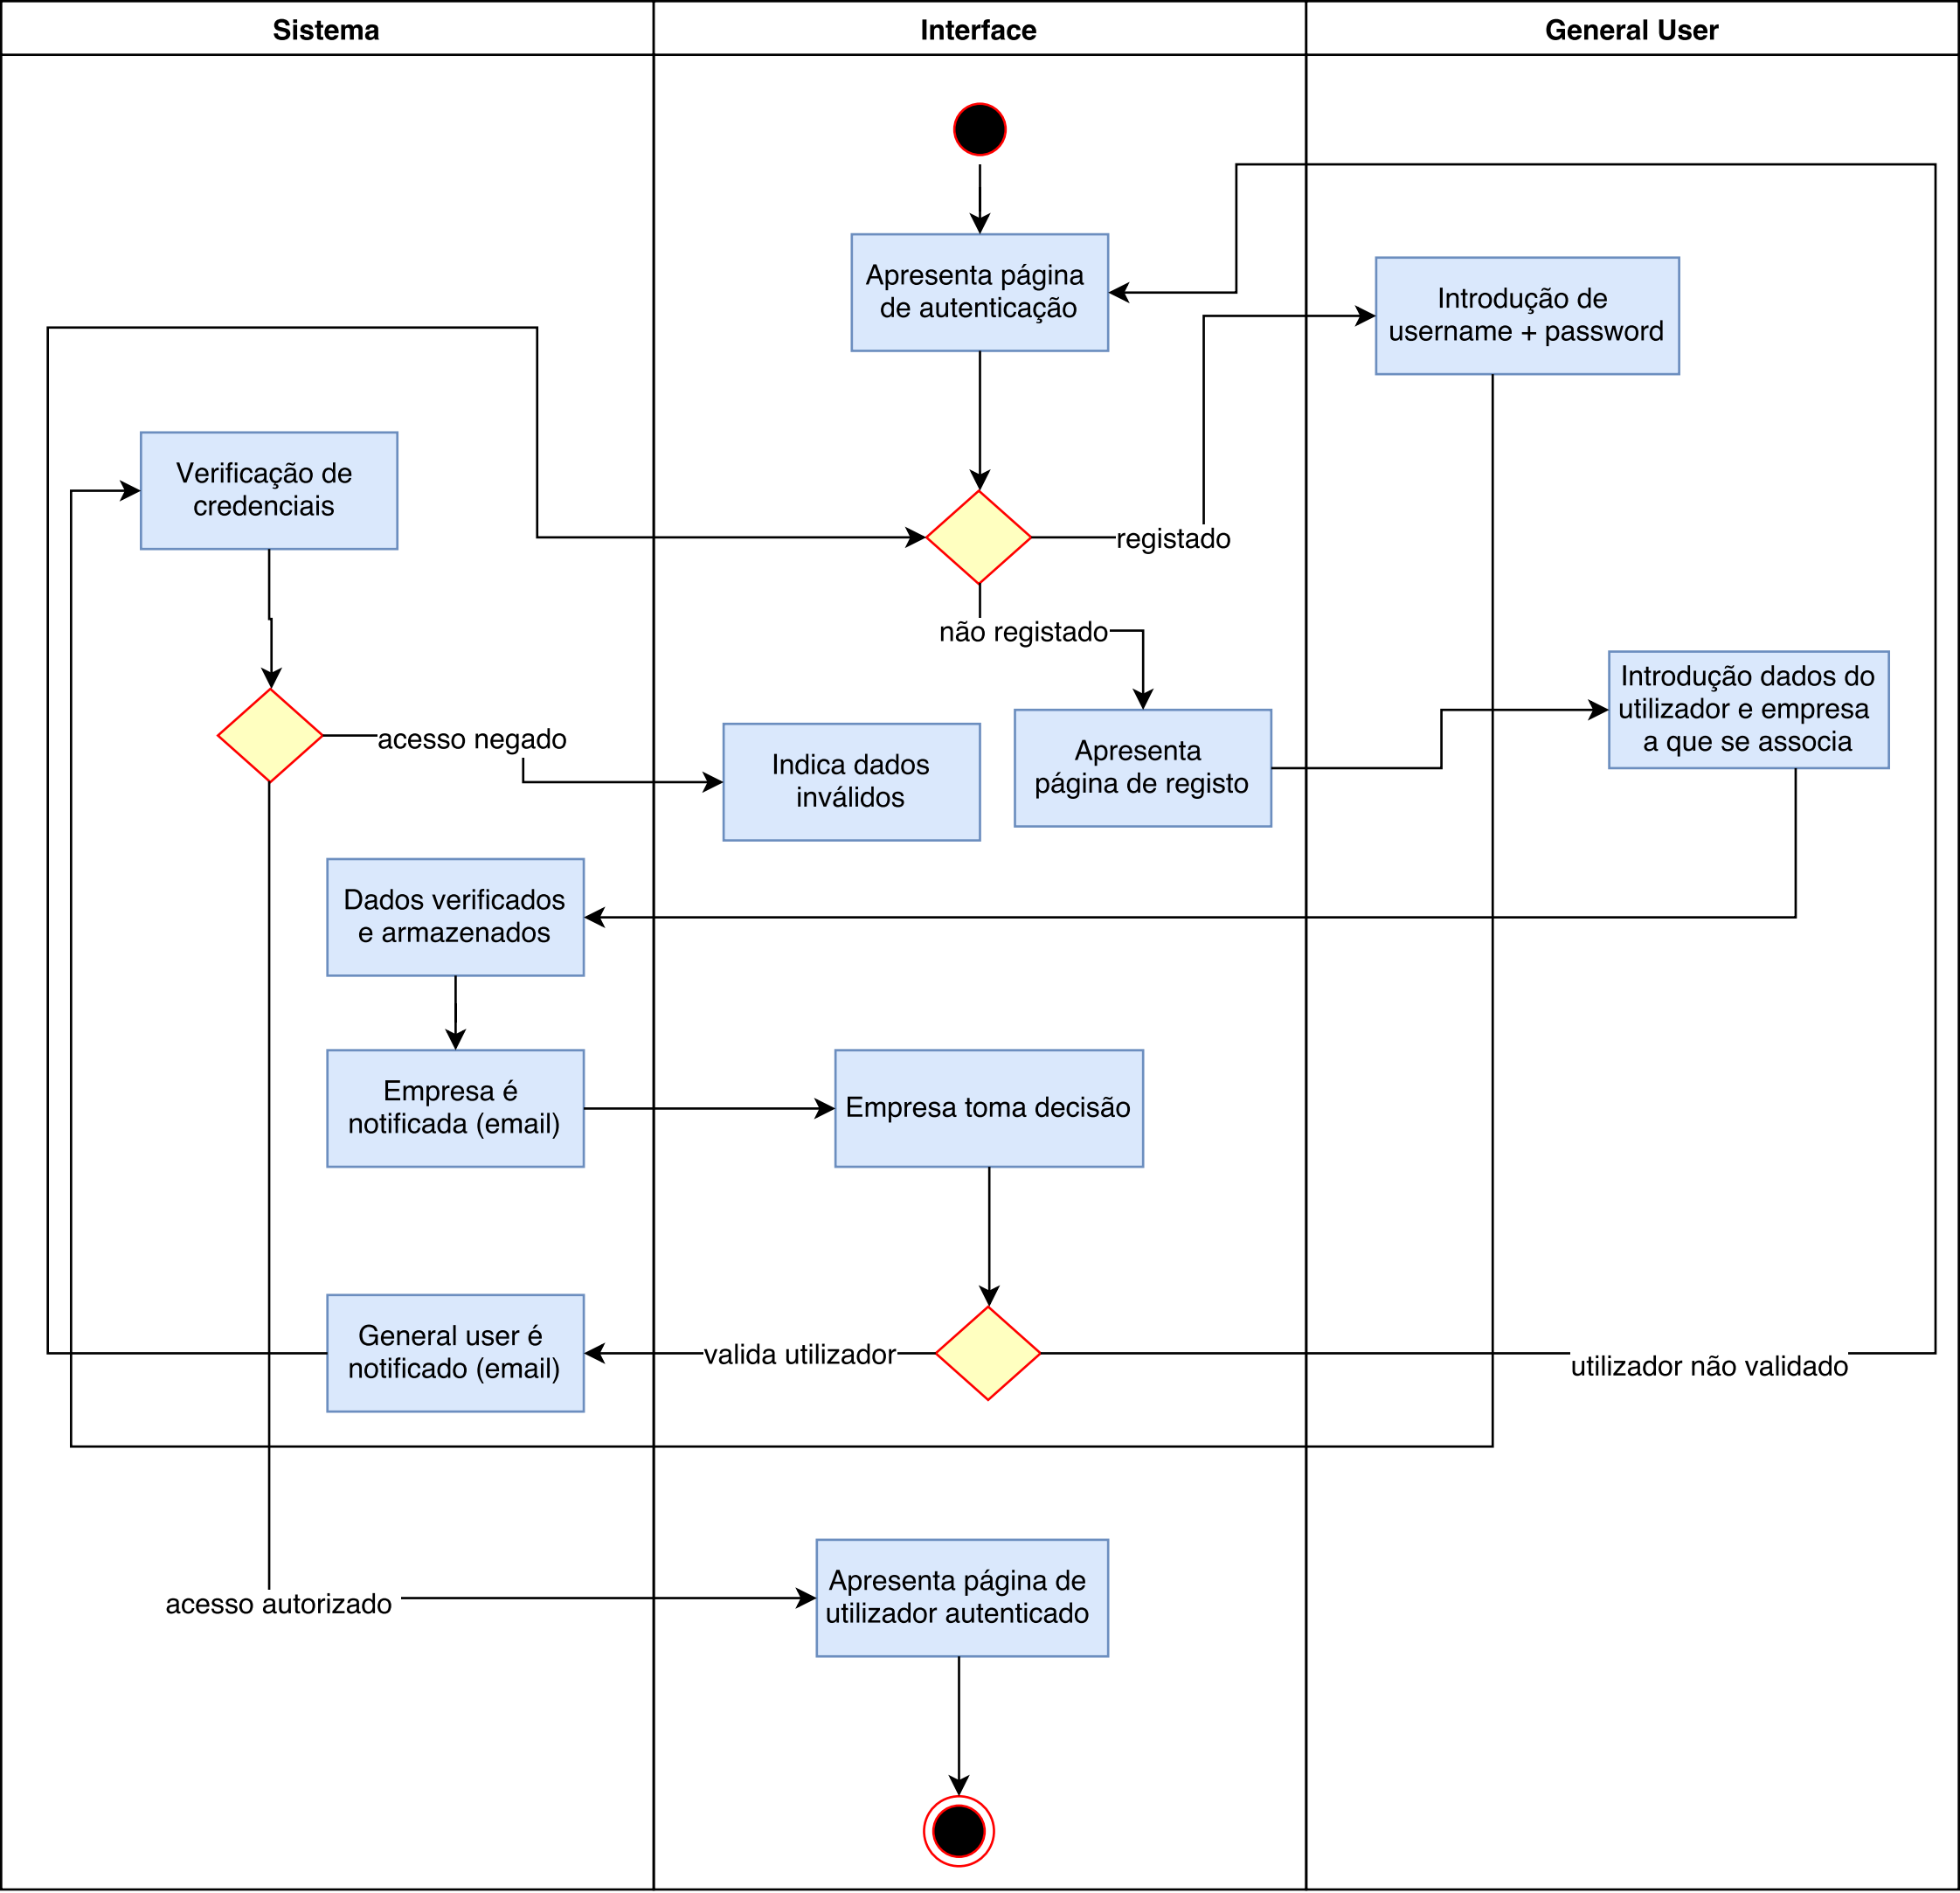 Sistema
Interface
General User
Apresenta página
de autenticação
Introdução de
username + password
Verificação de
credenciais
registado
não registado
Introdução dados do
utilizador e empresa
a que se associa
acesso negado
Indica dados
inválidos
Apresenta
página de registo
Dados verificados
e armazenados
Empresa é
notificada (email)
Empresa toma decisão
General user é
notificado (email)
valida utilizador
utilizador não validado
Apresenta página de
utilizador autenticado
acesso autorizado